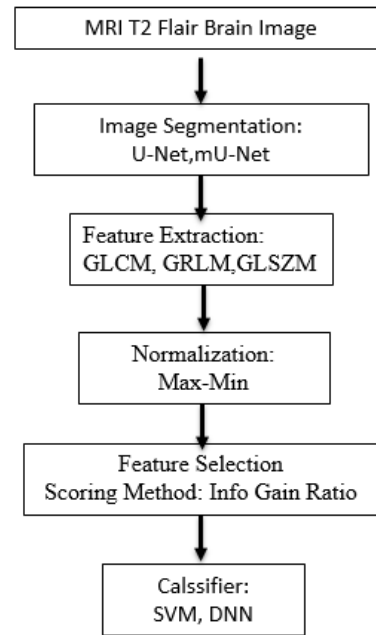 MRI T2 Flair Brain Image
Image Segmentation:
U-Net,mU-Net
Feature Extraction:
GLCM, GRLM,GLSZM
Normalization:
Max-Min
Feature Selection
Scoring Method: Info Gain Ratio
Calssifier:
SVM, DNN